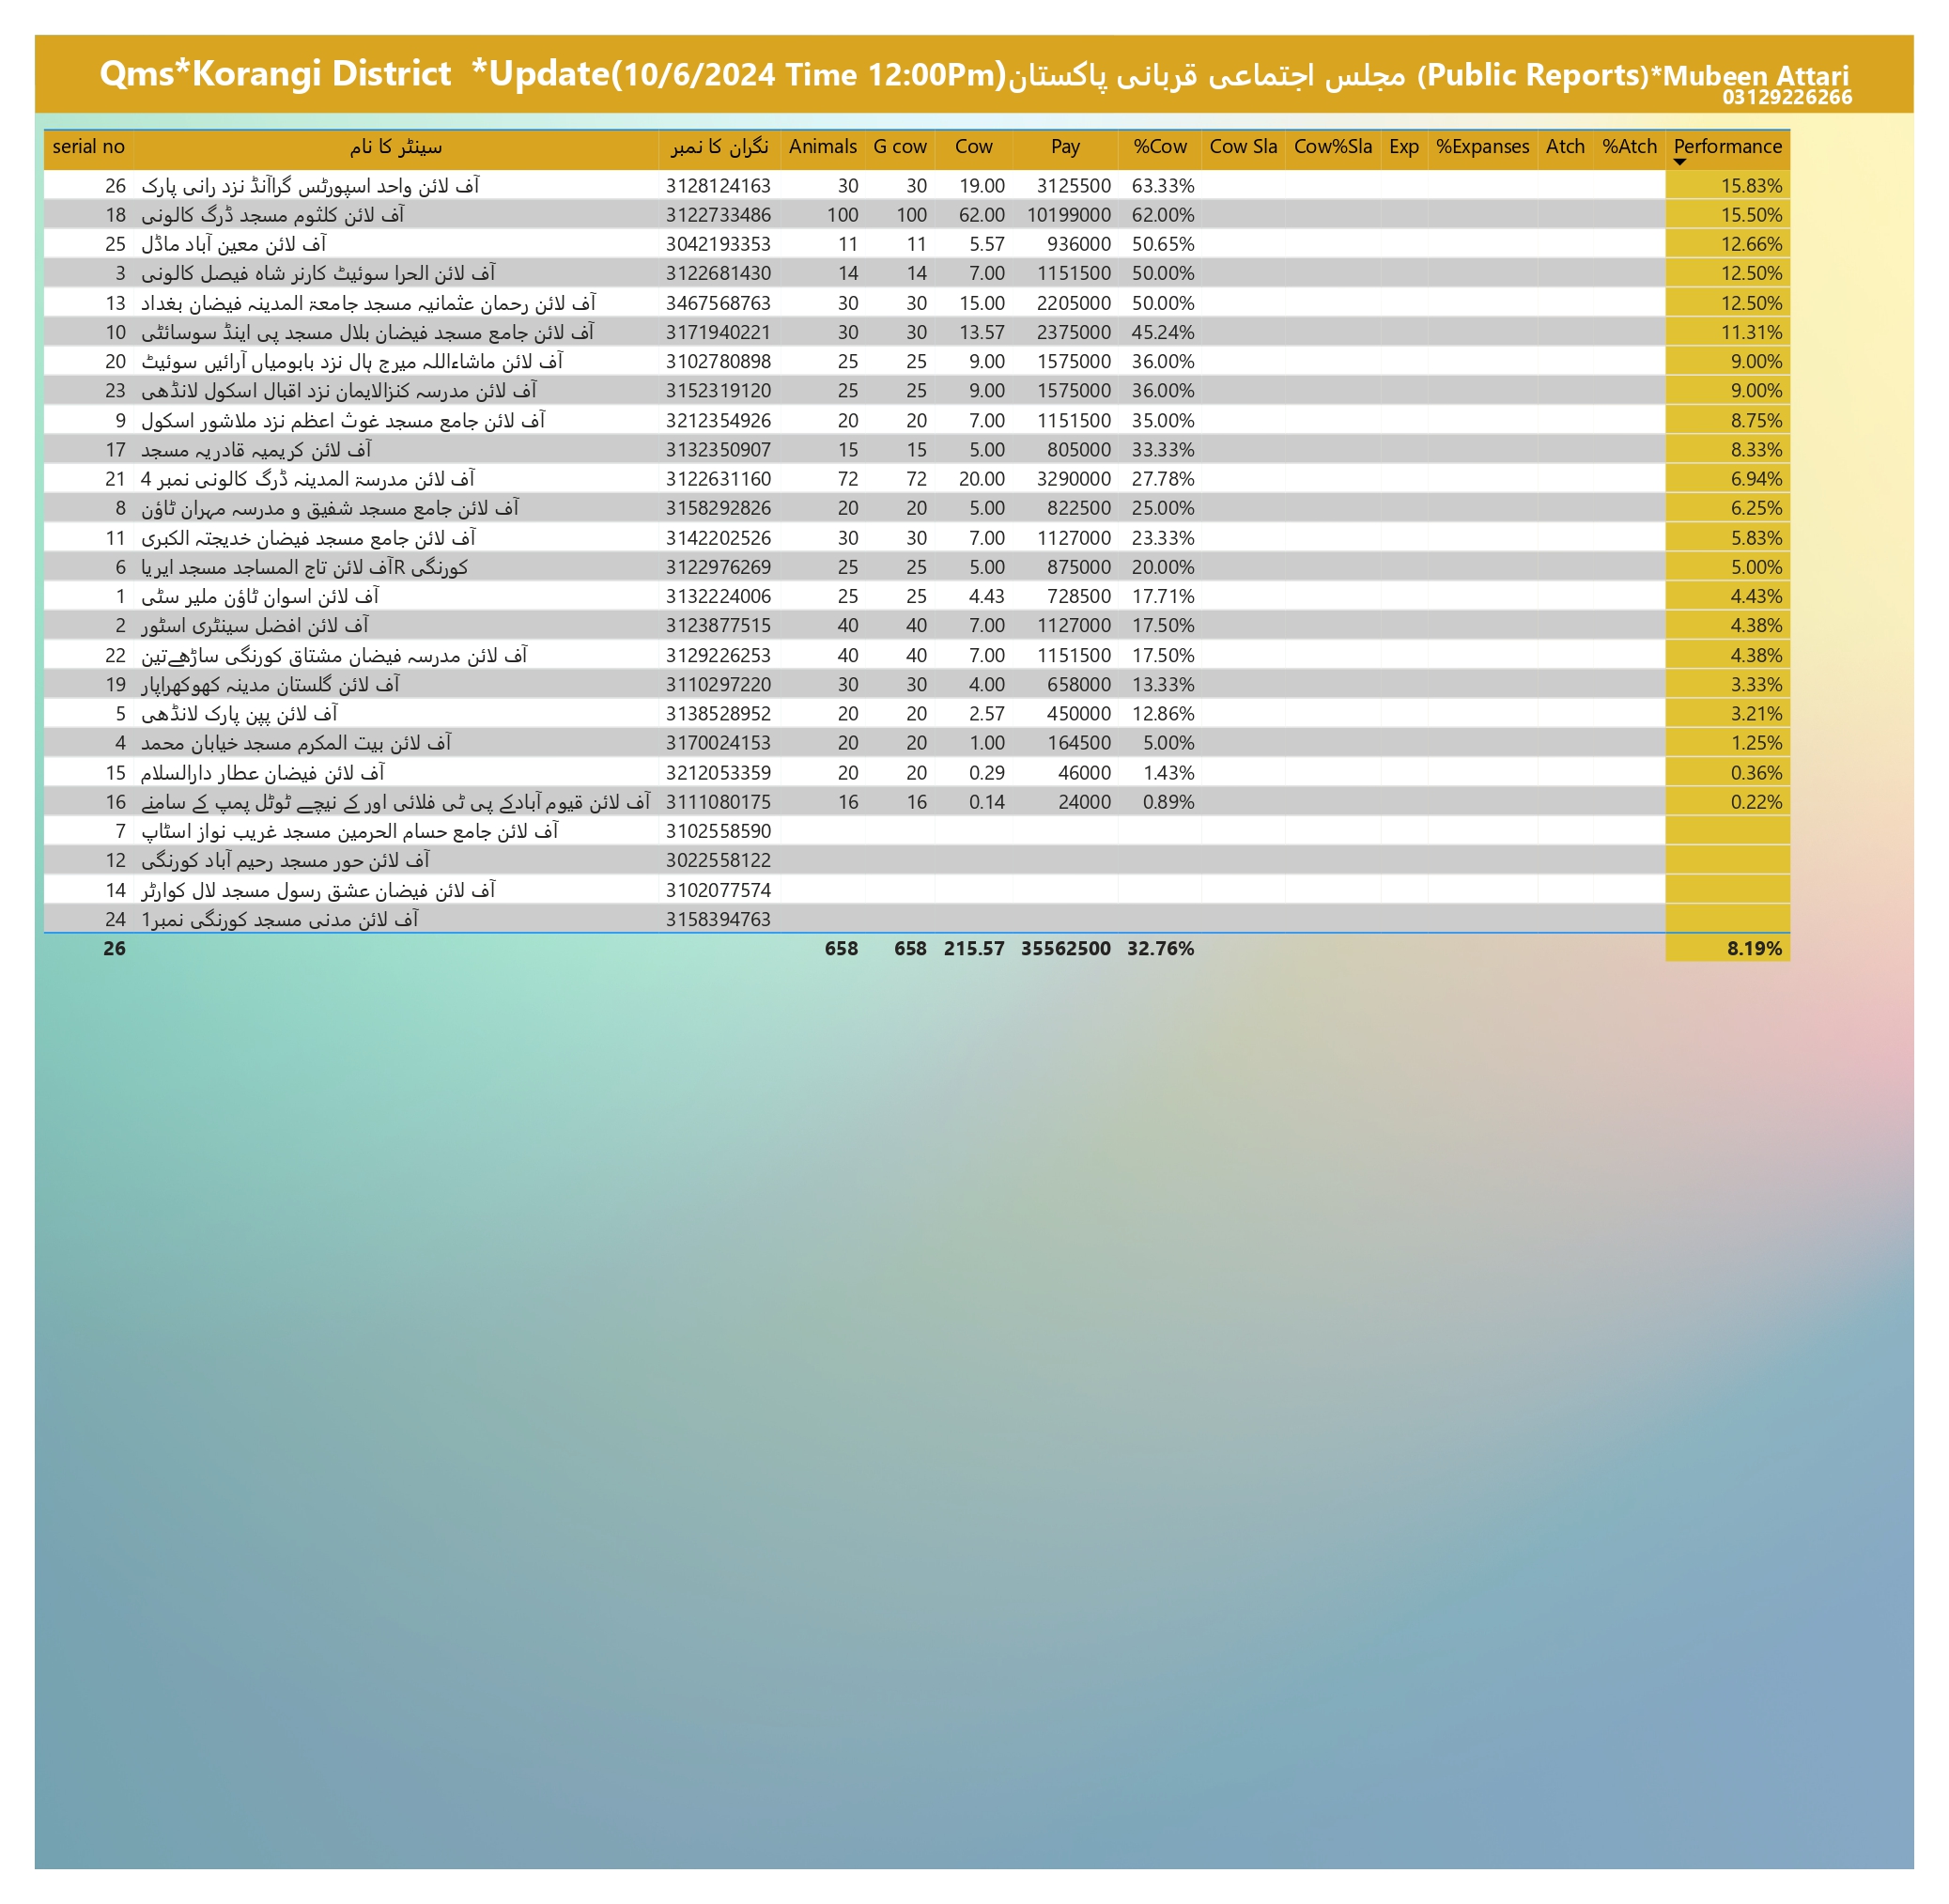 Qms*Korangi District *Update(10/6/2024 Time 12:00Pm)مجلس اجتماعی قربانی پاکستان (Public Reports)*Mubeen Attari
03129226266
serial no سینٹر کا نام نگران کا نمبر Animals G cow Cow Pay %Cow Cow Sla Cow%Sla Exp %Expanses Atch %Atch Performance
26 آف لائن واحد اسپورٹس گراآنڈ نزد رانی پارک 3128124163 30 30 19.00 3125500 63.33% 15.83%
18 آف لائن کلثوم مسجد ڈرگ کالونی 3122733486 100 100 62.00 10199000 62.00% 15.50%
25 آف لائن معین آباد ماڈل 3042193353 11 11 5.57 936000 50.65% 12.66%
3 آف لائن الحرا سوئیٹ کارنر شاہ فیصل کالونی 3122681430 14 14 7.00 1151500 50.00% 12.50%
13 آف لائن رحمان عثمانیہ مسجد جامعۃ المدینہ فیضان بغداد 3467568763 30 30 15.00 2205000 50.00% 12.50%
10 آف لائن جامع مسجد فیضان بلال مسجد پی اینڈ سوسائٹی 3171940221 30 30 13.57 2375000 45.24% 11.31%
20 آف لائن ماشاءاللہ میرج ہال نزد بابومیاں آرائیں سوئیٹ 3102780898 25 25 9.00 1575000 36.00% 9.00%
23 آف لائن مدرسہ کنزالایمان نزد اقبال اسکول لانڈھی 3152319120 25 25 9.00 1575000 36.00% 9.00%
9 آف لائن جامع مسجد غوث اعظم نزد ملاشور اسکول 3212354926 20 20 7.00 1151500 35.00% 8.75%
17 آف لائن کریمیہ قادریہ مسجد 3132350907 15 15 5.00 805000 33.33% 8.33%
21 آف لائن مدرسۃ المدینہ ڈرگ کالونی نمبر 4 3122631160 72 72 20.00 3290000 27.78% 6.94%
8 آف لائن جامع مسجد شفیق و مدرسہ مہران ٹاؤن 3158292826 20 20 5.00 822500 25.00% 6.25%
11 آف لائن جامع مسجد فیضان خدیجتہ الکبری 3142202526 30 30 7.00 1127000 23.33% 5.83%
6 آف لائن تاج المساجد مسجد ایریا R کورنگی 3122976269 25 25 5.00 875000 20.00% 5.00%
1 آف لائن اسوان ٹاؤن ملیر سٹی 3132224006 25 25 4.43 728500 17.71% 4.43%
2 آف لائن افضل سینٹری اسٹور 3123877515 40 40 7.00 1127000 17.50% 4.38%
22 آف لائن مدرسہ فیضان مشتاق کورنگی ساڑھےتین 3129226253 40 40 7.00 1151500 17.50% 4.38%
19 آف لائن گلستان مدینہ کھوکھراپار 3110297220 30 30 4.00 658000 13.33% 3.33%
5 آف لائن پپن پارک لانڈھی 3138528952 20 20 2.57 450000 12.86% 3.21%
4 آف لائن بیت المکرم مسجد خیابان محمد 3170024153 20 20 1.00 164500 5.00% 1.25%
15 آف لائن فیضان عطار دارالسلام 3212053359 20 20 0.29 46000 1.43% 0.36%
16 آف لائن قیوم آبادکے پی ٹی فلائی اور کے نیچے ٹوٹل پمپ کے سامنے 3111080175 16 16 0.14 24000 0.89% 0.22%
7 آف لائن جامع حسام الحرمین مسجد غریب نواز اسٹاپ 3102558590
12 آف لائن حور مسجد رحیم آباد کورنگی 3022558122
14 آف لائن فیضان عشق رسول مسجد لال کوارٹر 3102077574
24 آف لائن مدنی مسجد کورنگی نمبر1 3158394763
26 658 658 215.57 35562500 32.76% 8.19%